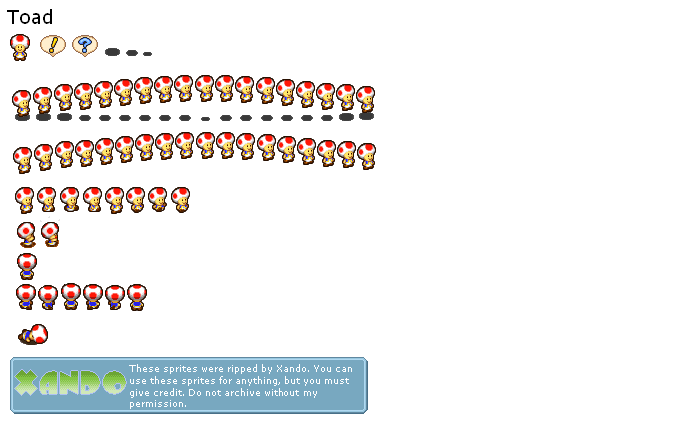 Toad
! ?
XANDO
These sprites were ripped by Xando. You can
use these sprites for anything, but you must
give credit. Do not archive without my
permission.